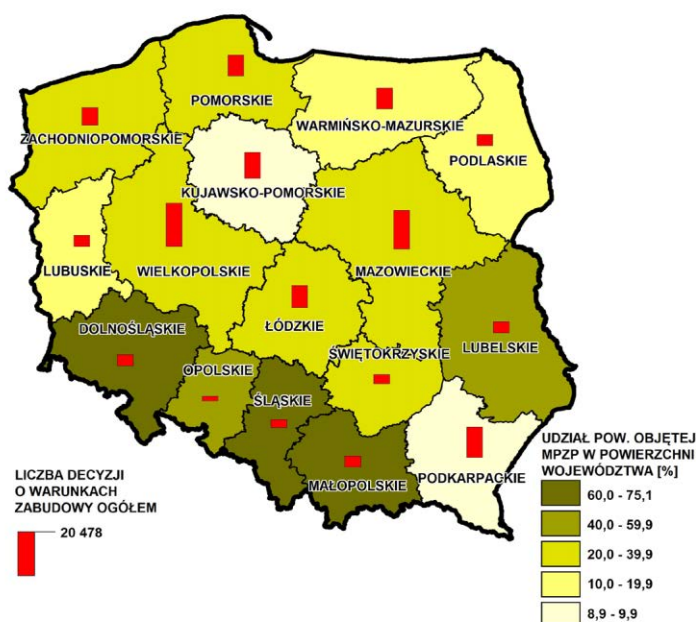 POMORSKIE
WARMIŃSKO-MAZURSKIE
ZACHODNIOPOMORSKIE
PODLASKIE
KUJAWSKO-POMORSKIE
LUBUSKIE
WIELKOPOLSKIE
MAZOWIECKIE
ŁÓDZKIE
DOLNOŚLĄSKIE
LUBELSKIE
ŚWIĘTOKRZYSKIE
OPOLSKIE
ŚLĄSKIE
MAŁOPOLSKIE
PODKARPACKIE
LICZBA DECYZJI
O WARUNKACH
ZABUDOWY OGÓŁEM
20 478
UDZIAŁ POW. OBJĘTEJ
MPZP W POWIERZCHNI
WOJEWÓDZTWA [%]
60,0 - 75,1
40,0 - 59,9
20,0 - 39,9
10,0 - 19,9
8,9 - 9,9